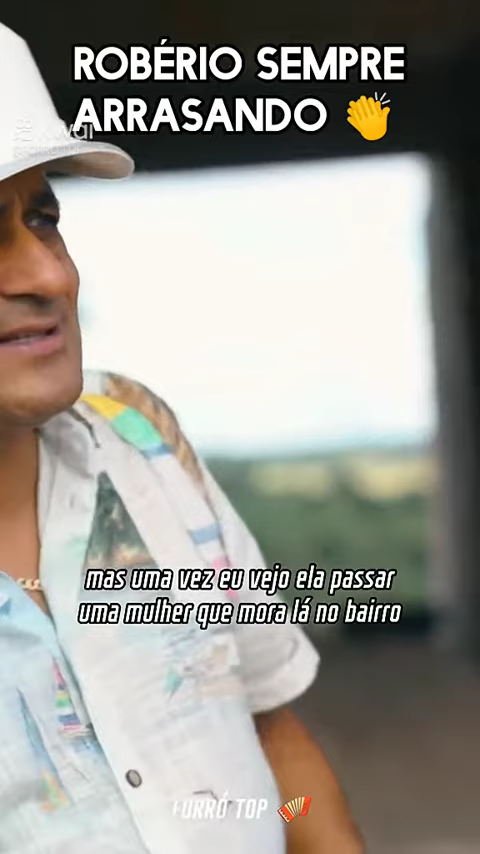 ROBÉRIO SEMPRE
ARRASANDO 👏
kwai
mas uma vez eu vejo ela passar
uma mulher que mora lá no bairro
FORRÓ TOP 🪗